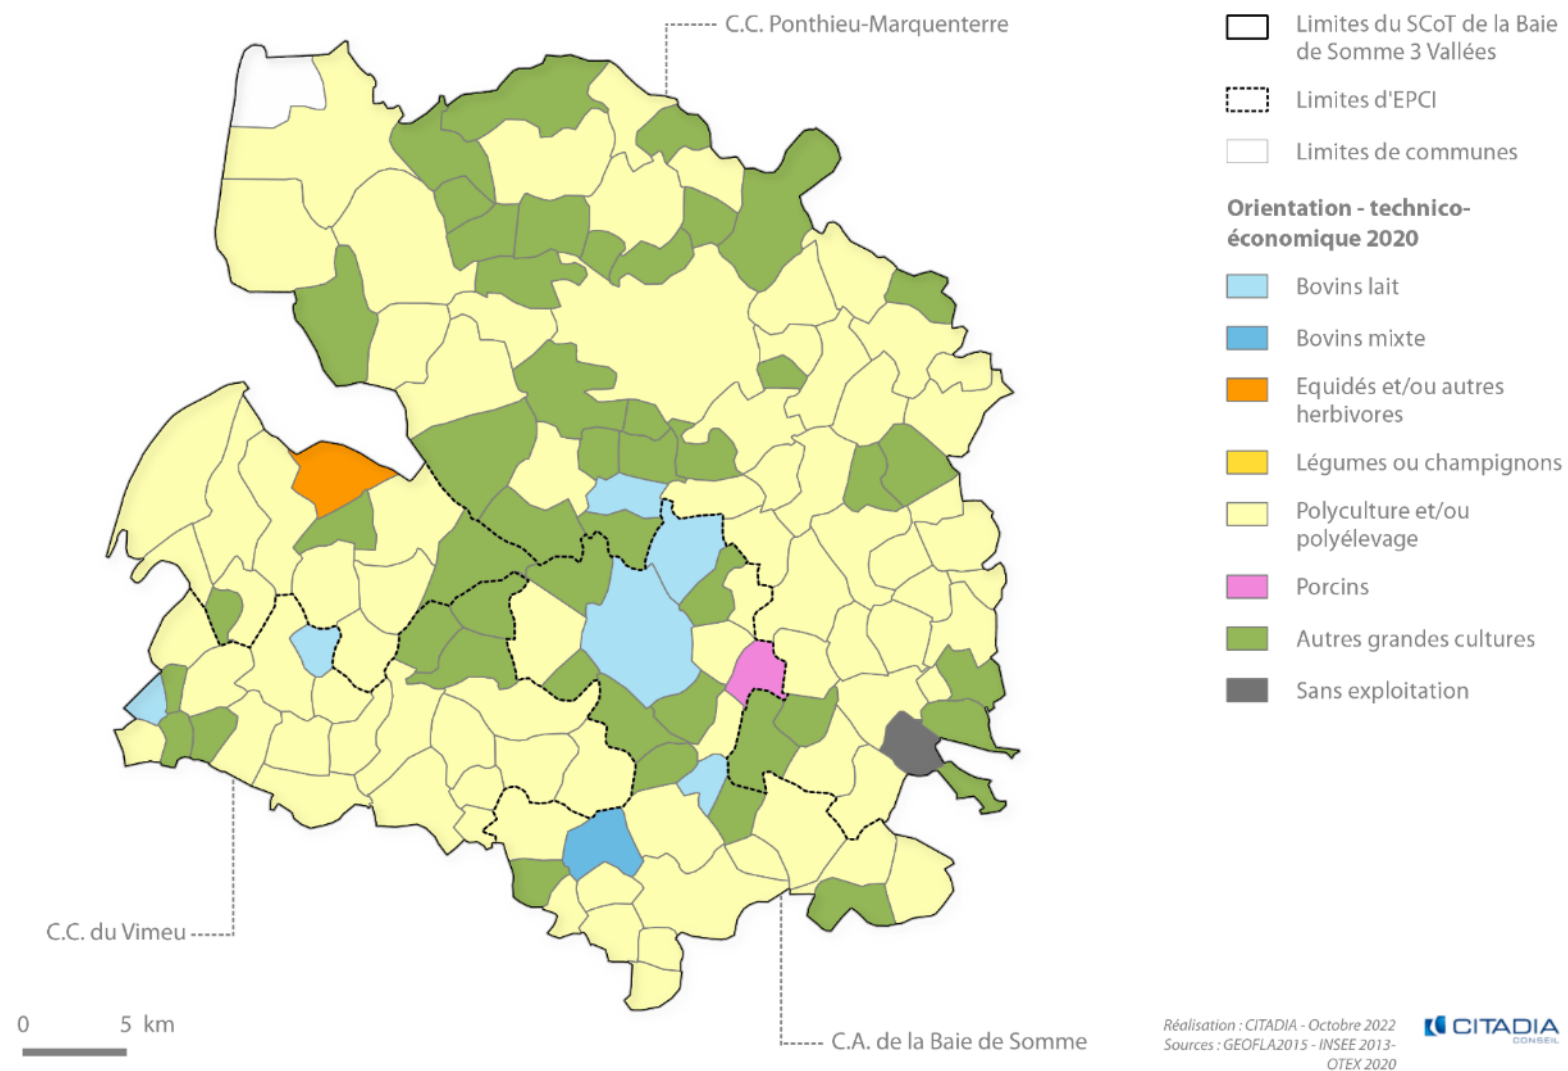 C.C. Ponthieu-Marquenterre
Limites du SCoT de la Baie
de Somme 3 Vallées
Limites d'EPCI
Limites de communes
Orientation - technico-
économique 2020
Bovins lait
Bovins mixte
Equidés et/ou autres
herbivores
Légumes ou champignons
Polyculture et/ou
polyélevage
Porcins
Autres grandes cultures
Sans exploitation
C.C. du Vimeu
0 5 km
C.A. de la Baie de Somme
Réalisation : CITADIA - Octobre 2022
Sources : GEOFLA2015 - INSEE 2013-
OTEX 2020
CITADIA
CONSEIL